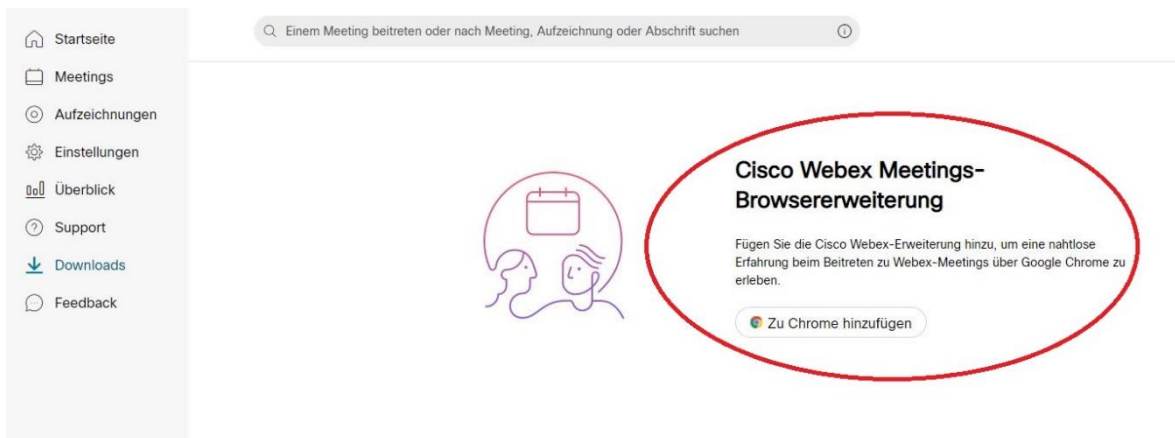 Startseite
Einem Meeting beitreten oder nach Meeting, Aufzeichnung oder Abschrift suchen
Meetings
Aufzeichnungen
Einstellungen
Überblick
Support
Downloads
Feedback
Cisco Webex Meetings-
Browsererweiterung
Fügen Sie die Cisco Webex-Erweiterung hinzu, um eine nahtlose
Erfahrung beim Beitreten zu Webex-Meetings über Google Chrome zu
erleben.
Zu Chrome hinzufügen